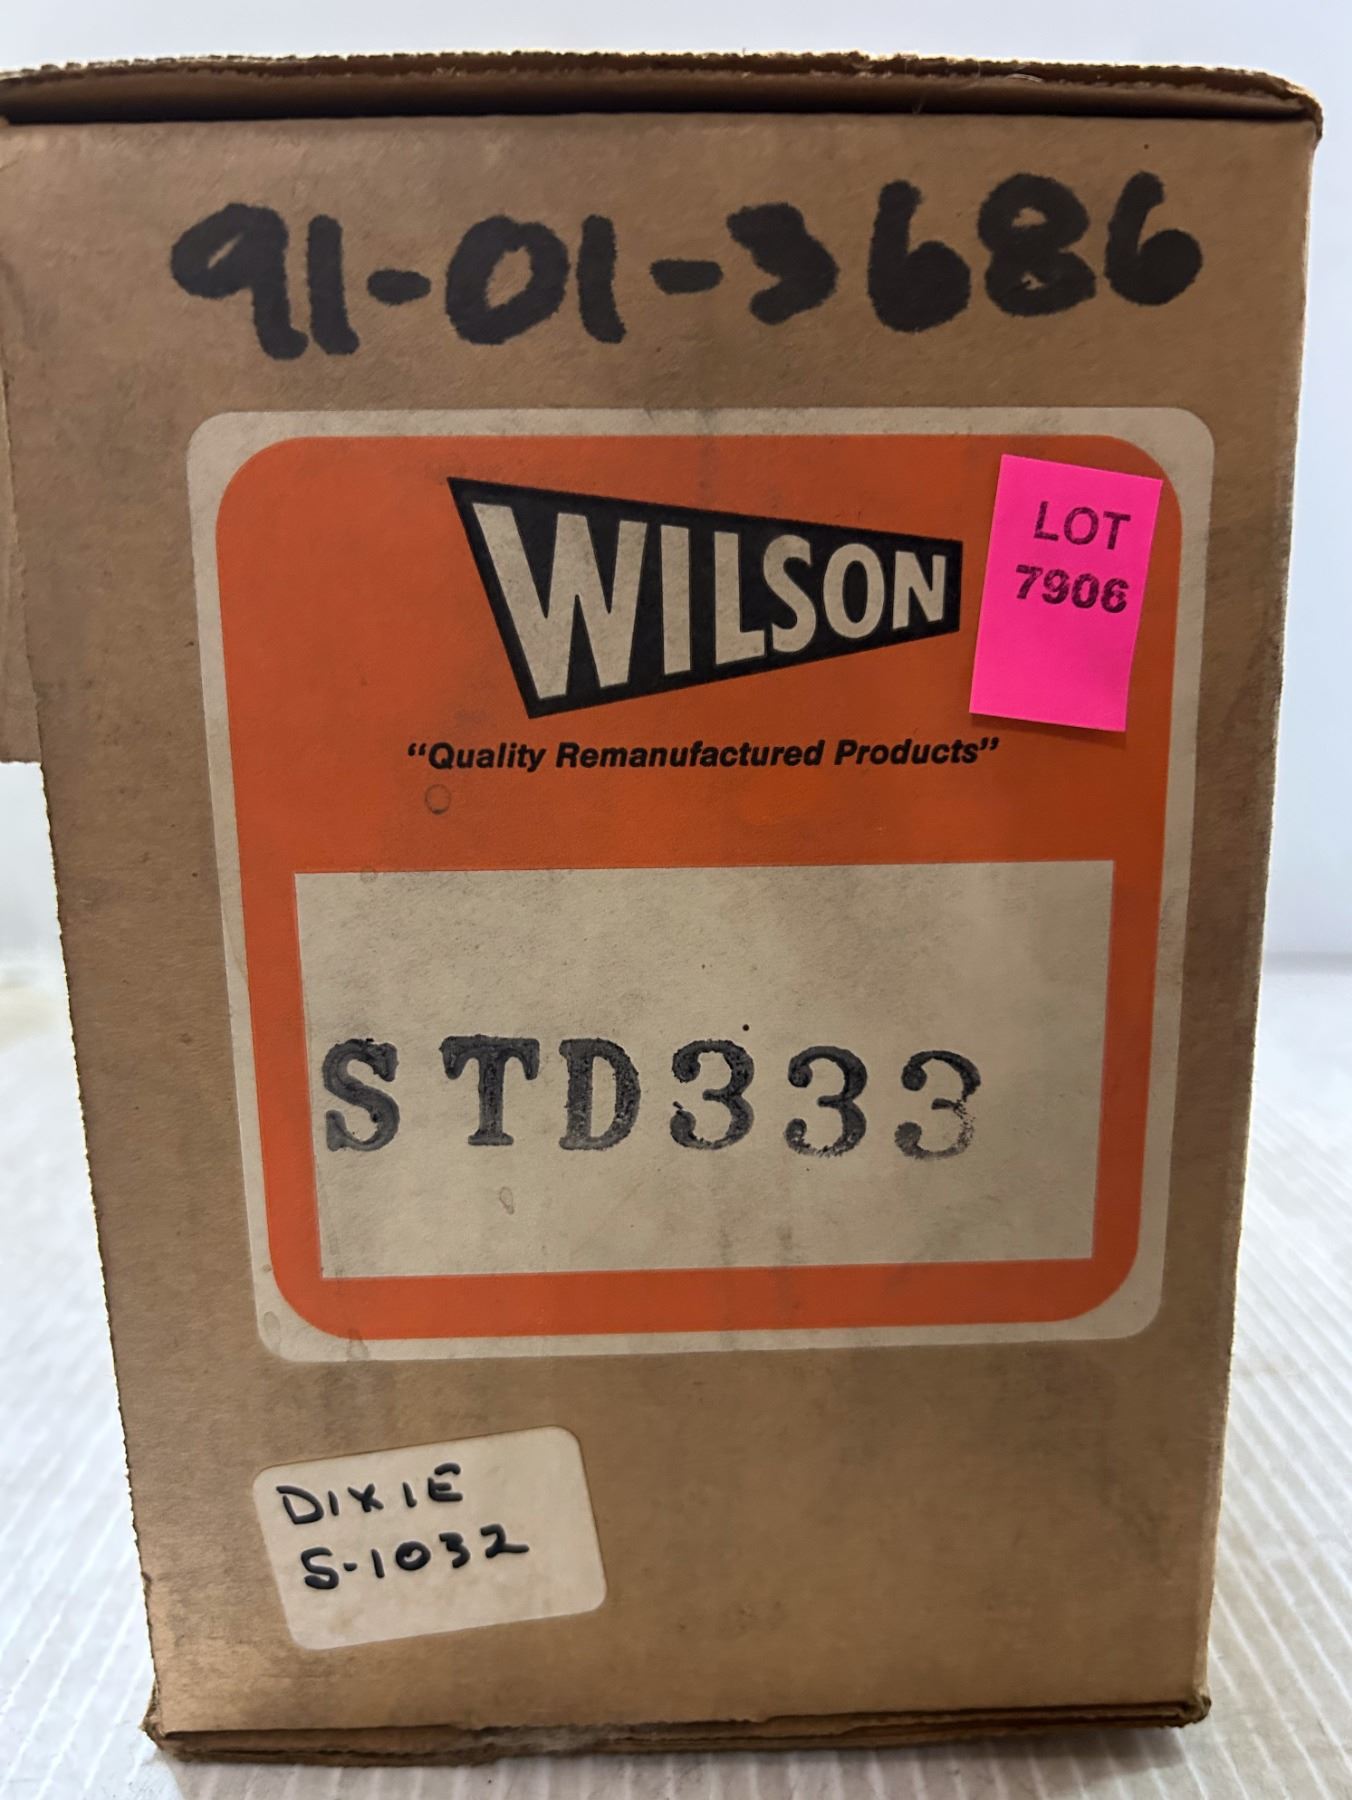 91-01-3686
WILSON
LOT
7906
“Quality Remanufactured Products”
STD333
DIXIE
S-1032